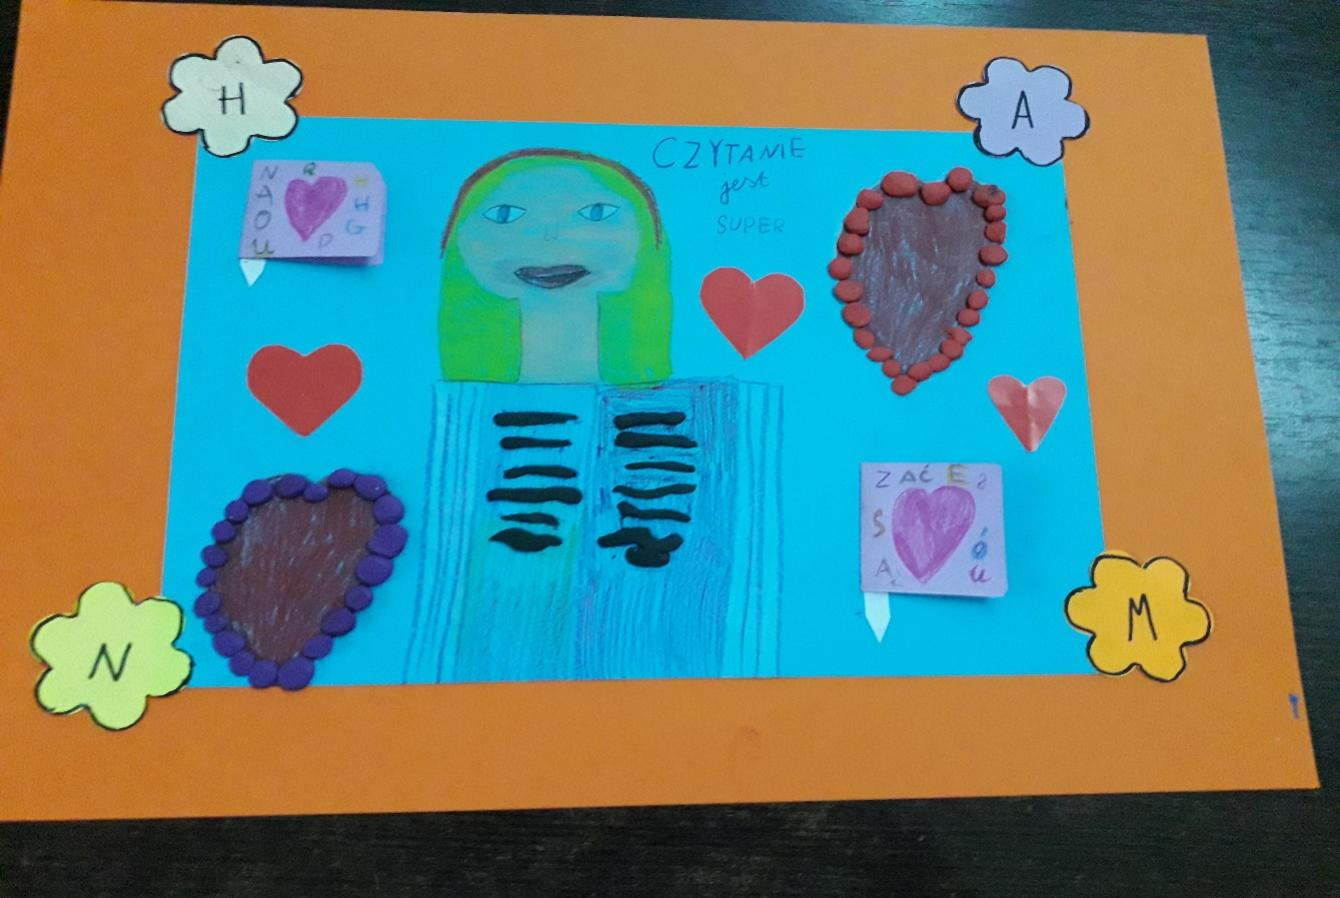 H
A
CZYTANIE
jest
SUPER
N R H
A H
O G
U P
Z A Ć E
S Ó
A U
N
M